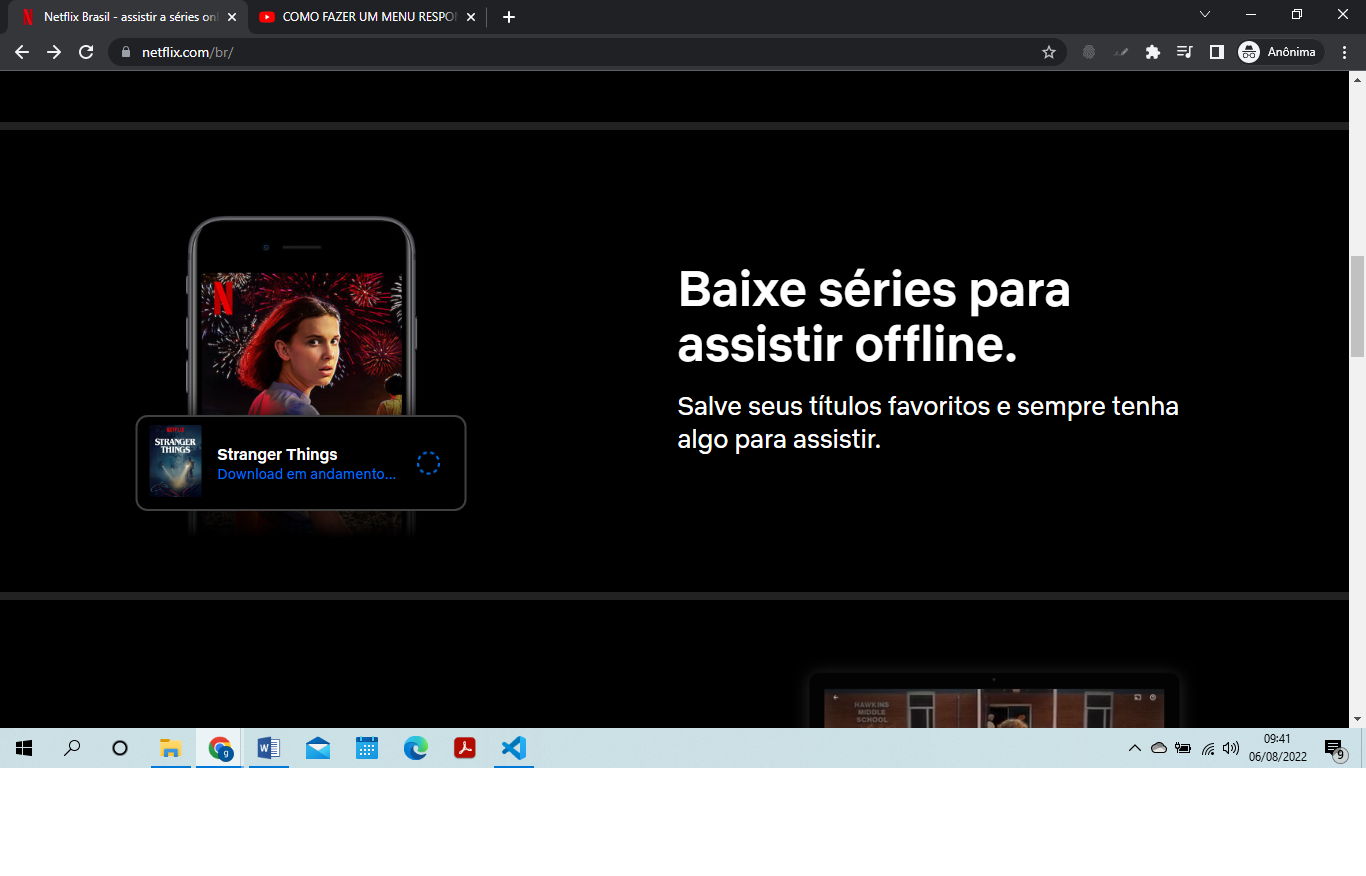 Netflix Brasil - assistir a séries onl
COMO FAZER UM MENU RESPON
netflix.com/br/
Anônima
Baixe séries para
assistir offline.
Salve seus títulos favoritos e sempre tenha
algo para assistir.
N
NETFLIX
STRANGER
THINGS
Stranger Things
Download em andamento...
HAWKINS
MIDDLE
SCHOOL
g
W
09:41
06/08/2022
9